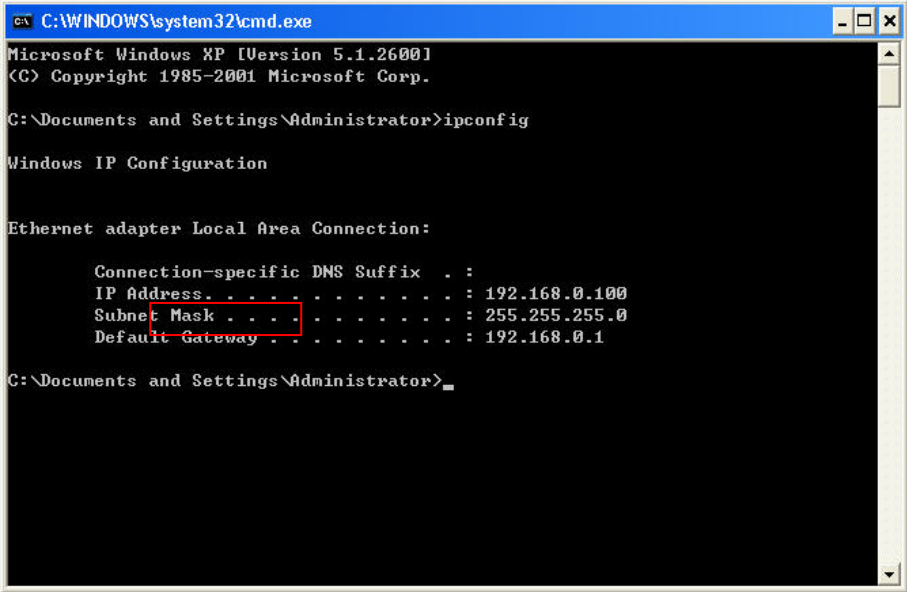 C:\WINDOWS\system32\cmd.exe
Microsoft Windows XP [Version 5.1.2600]
(C) Copyright 1985-2001 Microsoft Corp.
C:\Documents and Settings\Administrator>ipconfig
Windows IP Configuration
Ethernet adapter Local Area Connection:
Connection-specific DNS Suffix  . :
IP Address. . . . . . . . . . . . : 192.168.0.100
Subnet Mask . . . . . . . . . . . : 255.255.255.0
Default Gateway . . . . . . . . . : 192.168.0.1
C:\Documents and Settings\Administrator>_